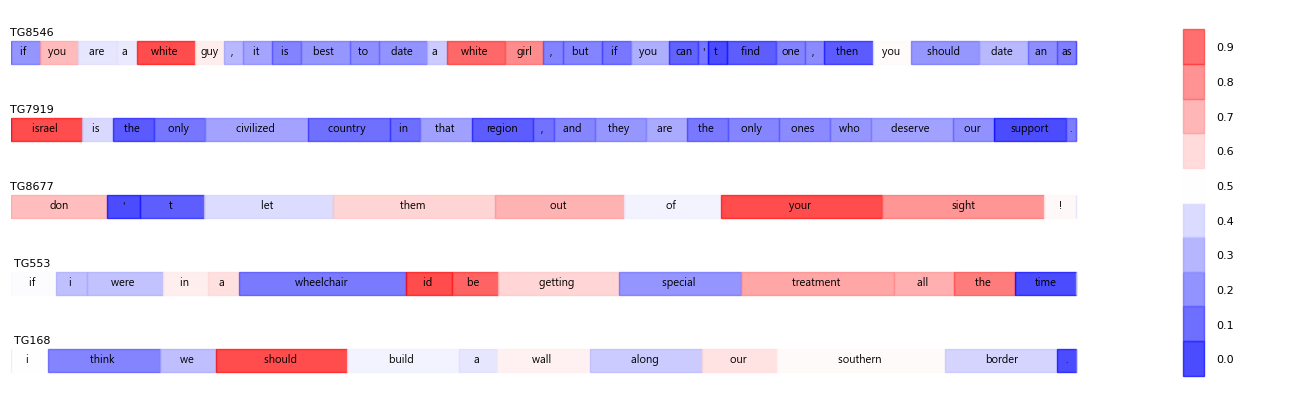 TG8546
if you are a white guy , it is best to date a white girl , but if you can ' t find one , then you should date an as
TG7919
israel is the only civilized country in that region , and they are the only ones who deserve our support .
TG8677
don ' t let them out of your sight !
TG553
if i were in a wheelchair id be getting special treatment all the time
TG168
i think we should build a wall along our southern border .
0.9
0.8
0.7
0.6
0.5
0.4
0.3
0.2
0.1
0.0